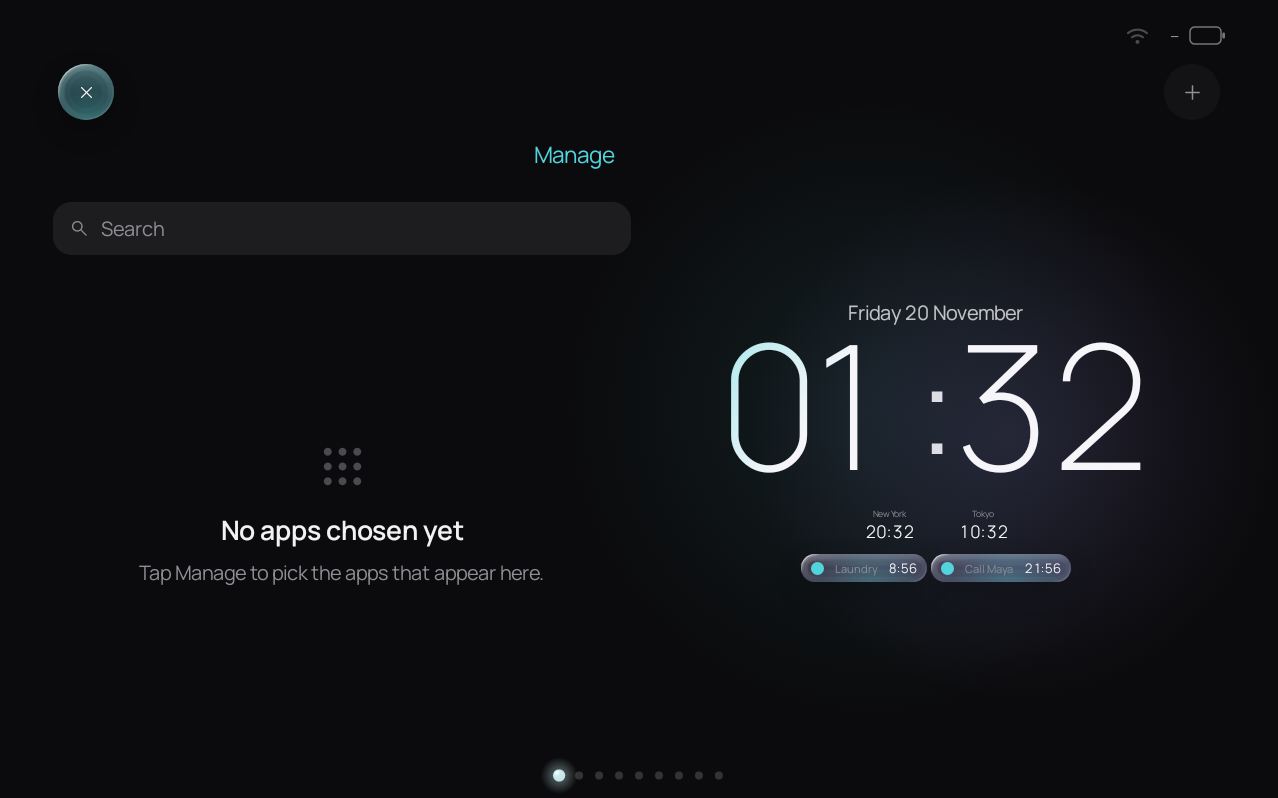 –
Manage
Search
Friday 20 November
01:32
New York
20:32
Tokyo
10:32
Laundry 8:56
Call Maya 21:56
No apps chosen yet
Tap Manage to pick the apps that appear here.